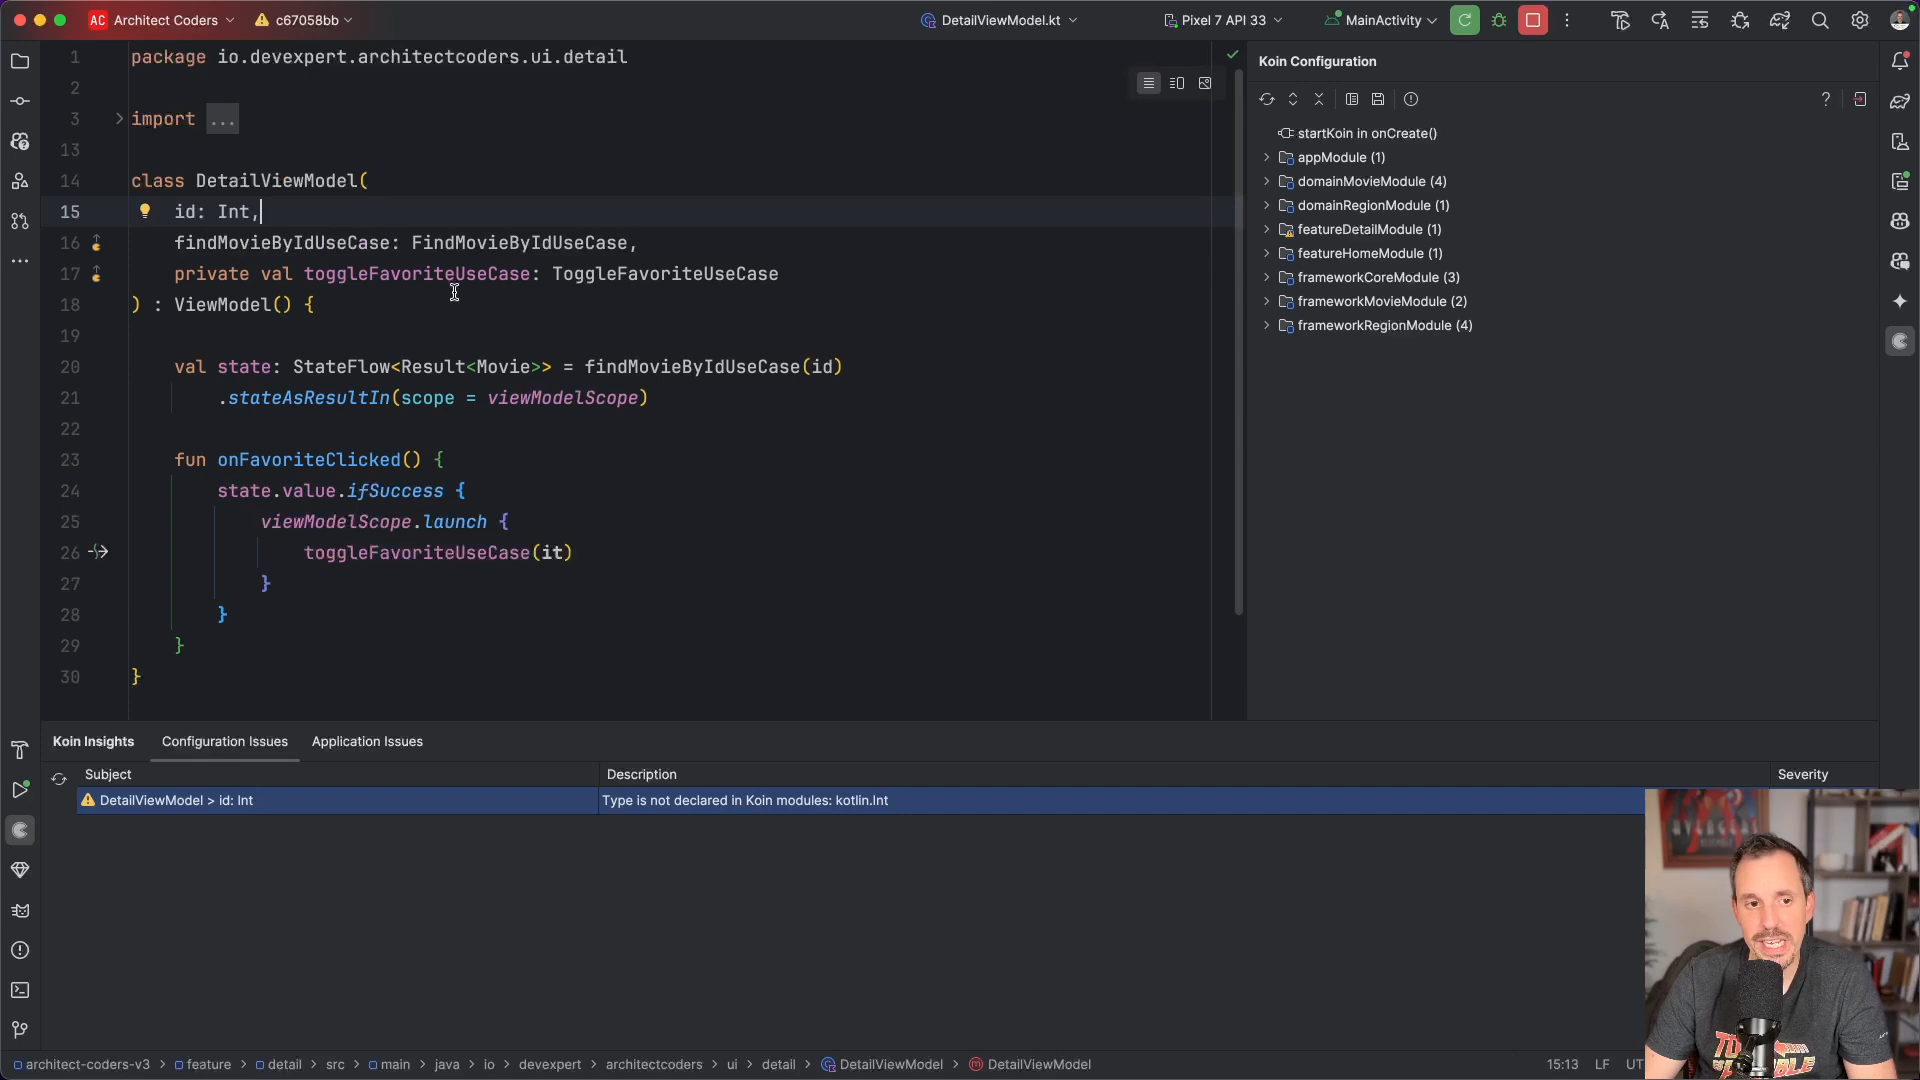 AC Architect Coders c67058bb DetailViewModel.kt Pixel 7 API 33 MainActivity
1 package io.devexpert.architectcoders.ui.detail
2
3 import ...
13
14 class DetailViewModel(
15 id: Int,
16 findMovieByIdUseCase: FindMovieByIdUseCase,
17 private val toggleFavoriteUseCase: ToggleFavoriteUseCase
18 ) : ViewModel() {
19
20 val state: StateFlow<Result<Movie>> = findMovieByIdUseCase(id)
21 .stateAsResultIn(scope = viewModelScope)
22
23 fun onFavoriteClicked() {
24 state.value.ifSuccess {
25 viewModelScope.launch {
26 toggleFavoriteUseCase(it)
27 }
28 }
29 }
30 }
Koin Configuration
?
startKoin in onCreate()
appModule (1)
domainMovieModule (4)
domainRegionModule (1)
featureDetailModule (1)
featureHomeModule (1)
frameworkCoreModule (3)
frameworkMovieModule (2)
frameworkRegionModule (4)
Koin Insights Configuration Issues Application Issues
Subject Description Severity
DetailViewModel > id: Int Type is not declared in Koin modules: kotlin.Int
architect-coders-v3 > feature > detail > src > main > java > io > devexpert > architectcoders > ui > detail > DetailViewModel > DetailViewModel 15:13 LF UT